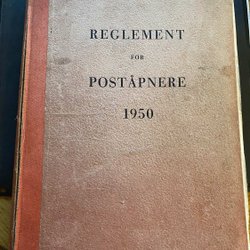 REGLEMENT
FOR
POSTÅPNERE
1950